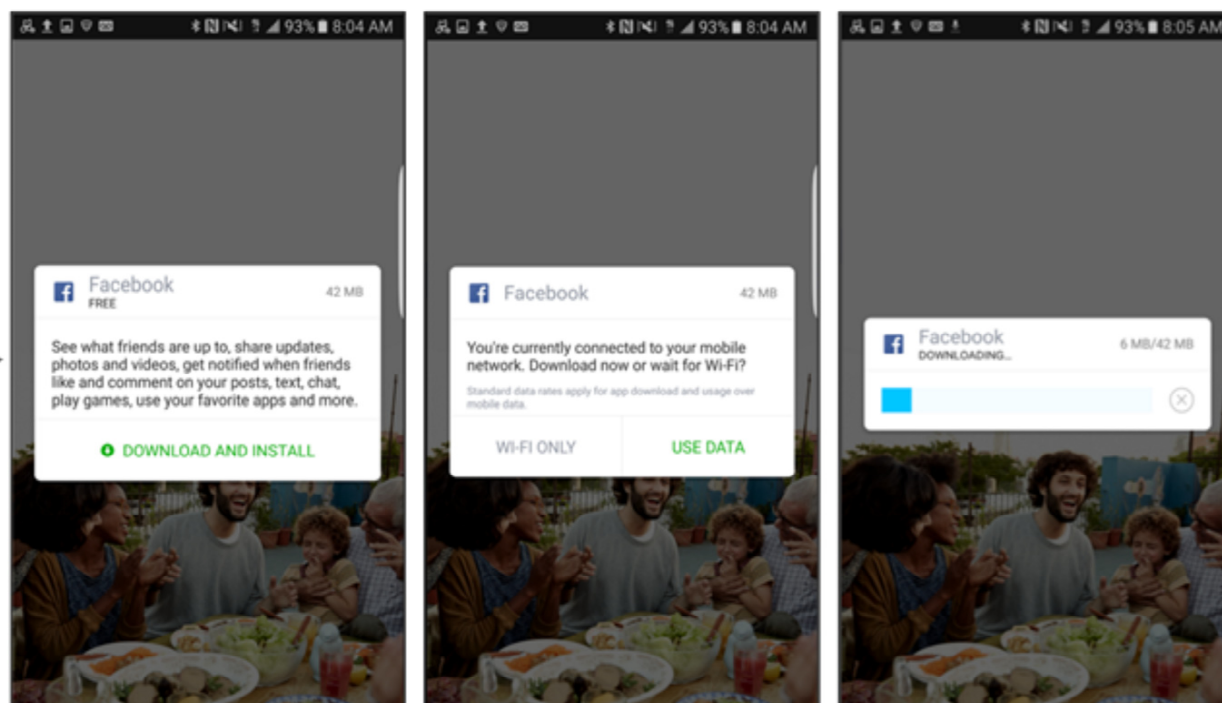 93% 8:04 AM
Facebook
FREE
42 MB
See what friends are up to, share updates,
photos and videos, get notified when friends
like and comment on your posts, text, chat,
play games, use your favorite apps and more.
DOWNLOAD AND INSTALL
93% 8:04 AM
Facebook
42 MB
You're currently connected to your mobile
network. Download now or wait for Wi-Fi?
Standard data rates apply for app download and usage over
mobile data.
WI-FI ONLY
USE DATA
93% 8:05 AM
Facebook
DOWNLOADING...
6 MB/42 MB